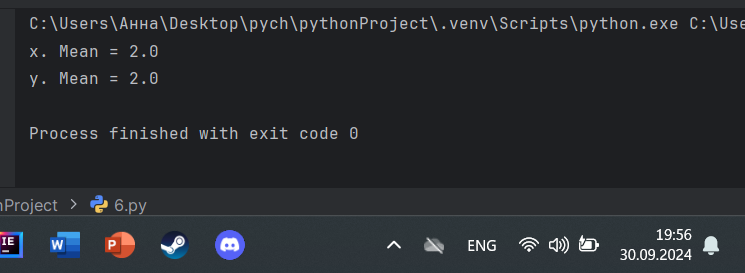 C:\Users\Анна\Desktop\pych\pythonProject\.venv\Scripts\python.exe C:\Use
x. Mean = 2.0
y. Mean = 2.0
Process finished with exit code 0
nProject > 6.py
IE W P ENG 19:56
30.09.2024